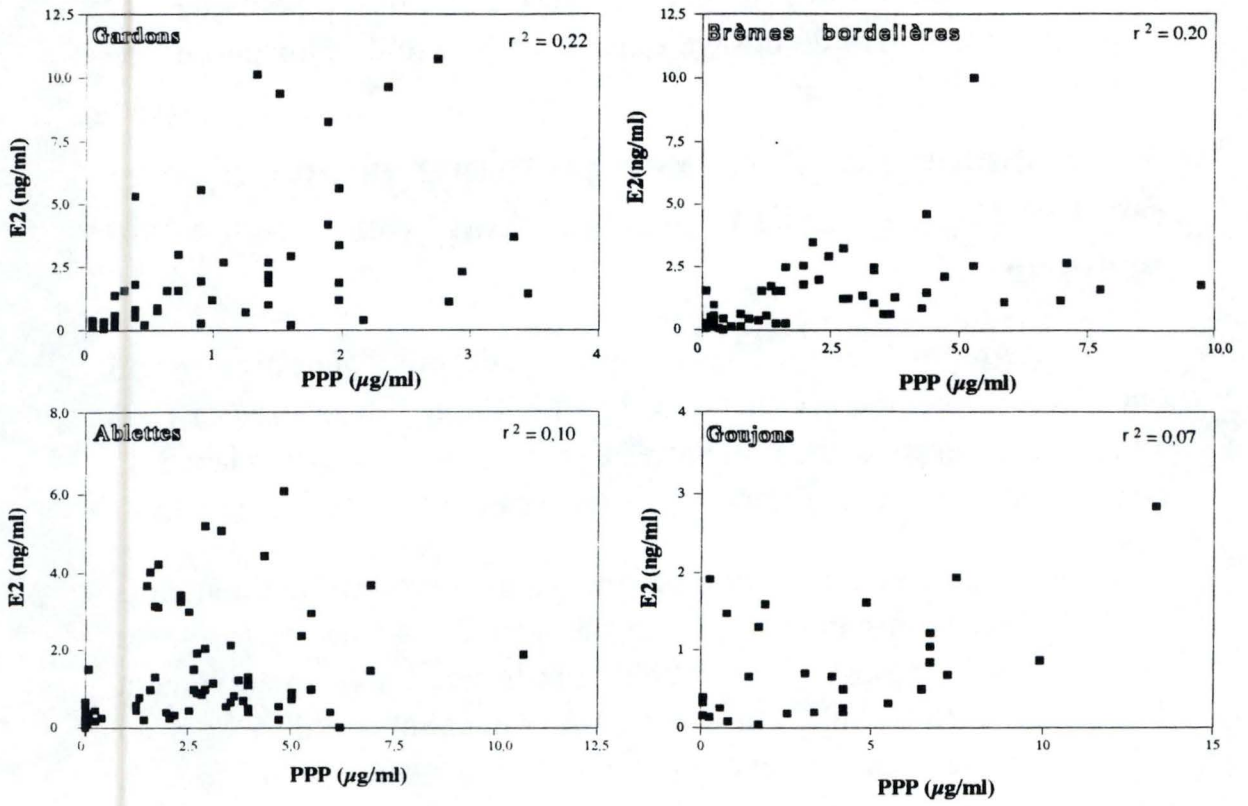 Gardons
r² = 0,22
12.5
10.0
7.5
5.0
2.5
0
E2 (ng/ml)
0 1 2 3 4
PPP (µg/ml)
Brèmes bordelières
r² = 0,20
12.5
10.0
7.5
5.0
2.5
0
E2(ng/ml)
0 2,5 5,0 7.5 10,0
PPP (µg/ml)
Ablettes
r² = 0.10
8.0
6.0
4.0
2.0
0
E2 (ng/ml)
0 2.5 5.0 7.5 10.0 12.5
PPP (µg/ml)
Goujons
r² = 0,07
4
3
2
1
0
E2 (ng/ml)
0 5 10 15
PPP (µg/ml)